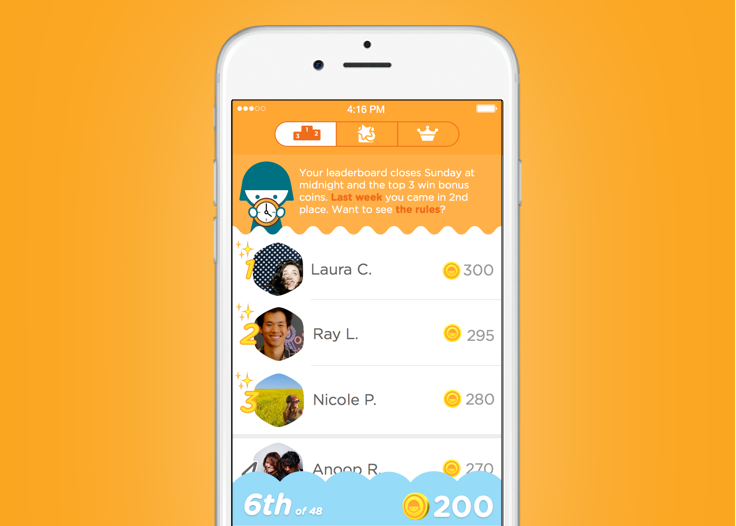 4:16 PM
3 1 2
Your leaderboard closes Sunday at
midnight and the top 3 win bonus
coins. Last week you came in 2nd
place. Want to see the rules?
1 Laura C. 300
2 Ray L. 295
3 Nicole P. 280
4 Anoop R. 270
6th of 48 200